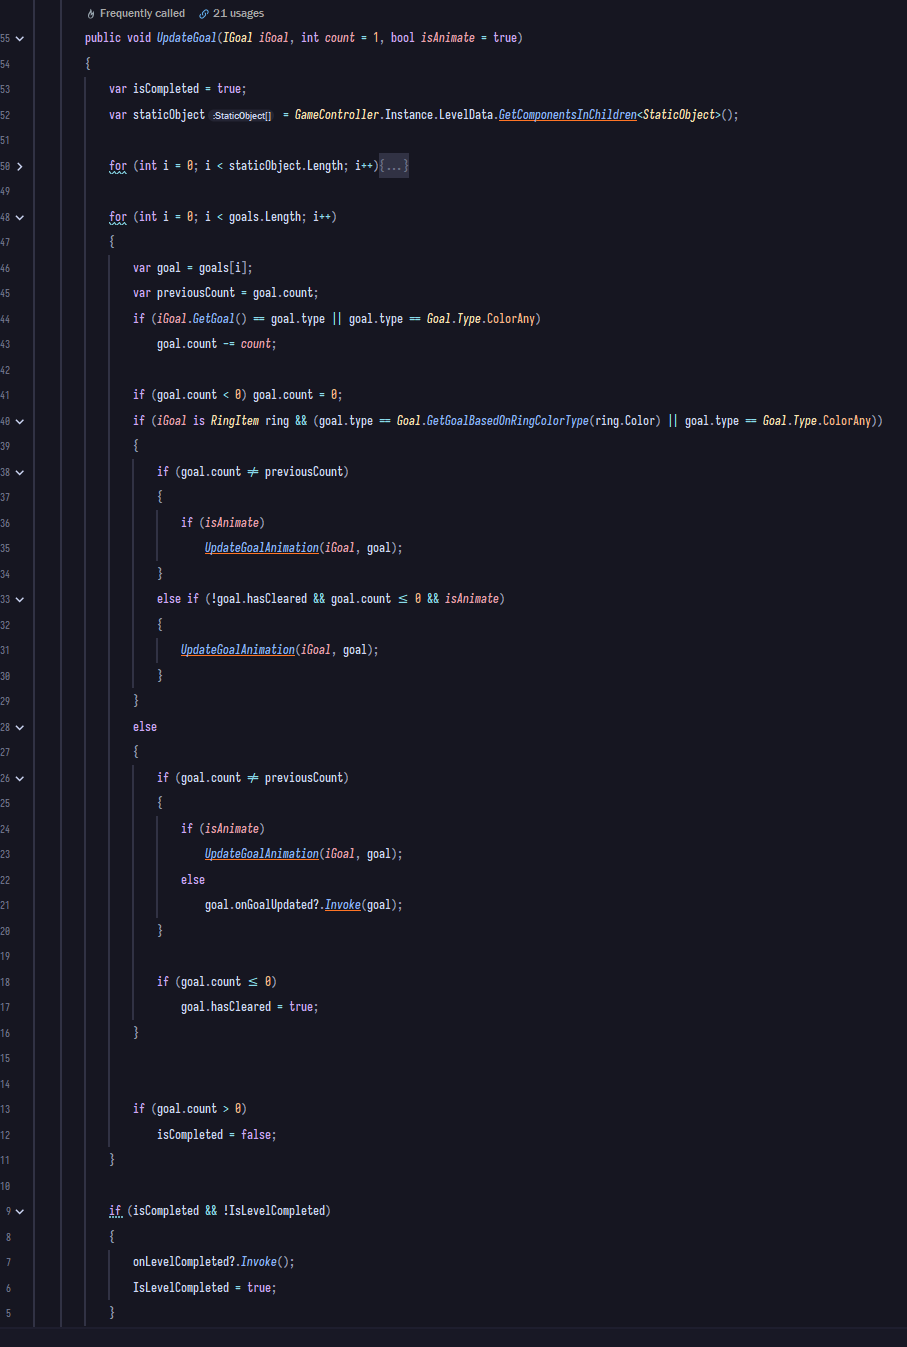 Frequently called 21 usages
55 public void UpdateGoal(IGoal iGoal, int count = 1, bool isAnimate = true)
54 {
53 var isCompleted = true;
52 var staticObject :StaticObject[] = GameController.Instance.LevelData.GetComponentsInChildren<StaticObject>();
51
50 for (int i = 0; i < staticObject.Length; i++){...}
49
48 for (int i = 0; i < goals.Length; i++)
47 {
46 var goal = goals[i];
45 var previousCount = goal.count;
44 if (iGoal.GetGoal() == goal.type || goal.type == Goal.Type.ColorAny)
43 goal.count -= count;
42
41 if (goal.count < 0) goal.count = 0;
40 if (iGoal is RingItem ring && (goal.type == Goal.GetGoalBasedOnRingColorType(ring.Color) || goal.type == Goal.Type.ColorAny))
39 {
38 if (goal.count ≠ previousCount)
37 {
36 if (isAnimate)
35 UpdateGoalAnimation(iGoal, goal);
34 }
33 else if (!goal.hasCleared && goal.count ≤ 0 && isAnimate)
32 {
31 UpdateGoalAnimation(iGoal, goal);
30 }
29 }
28 else
27 {
26 if (goal.count ≠ previousCount)
25 {
24 if (isAnimate)
23 UpdateGoalAnimation(iGoal, goal);
22 else
21 goal.onGoalUpdated?.Invoke(goal);
20 }
19
18 if (goal.count ≤ 0)
17 goal.hasCleared = true;
16 }
15
14
13 if (goal.count > 0)
12 isCompleted = false;
11 }
10
9 if (isCompleted && !IsLevelCompleted)
8 {
7 onLevelCompleted?.Invoke();
6 IsLevelCompleted = true;
5 }